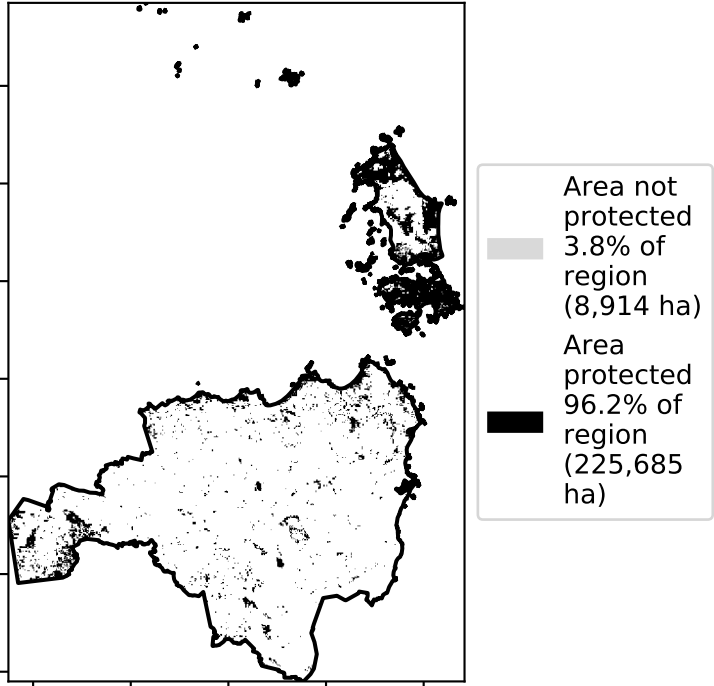 Area not
protected
3.8% of
region
(8,914 ha)
Area
protected
96.2% of
region
(225,685
ha)